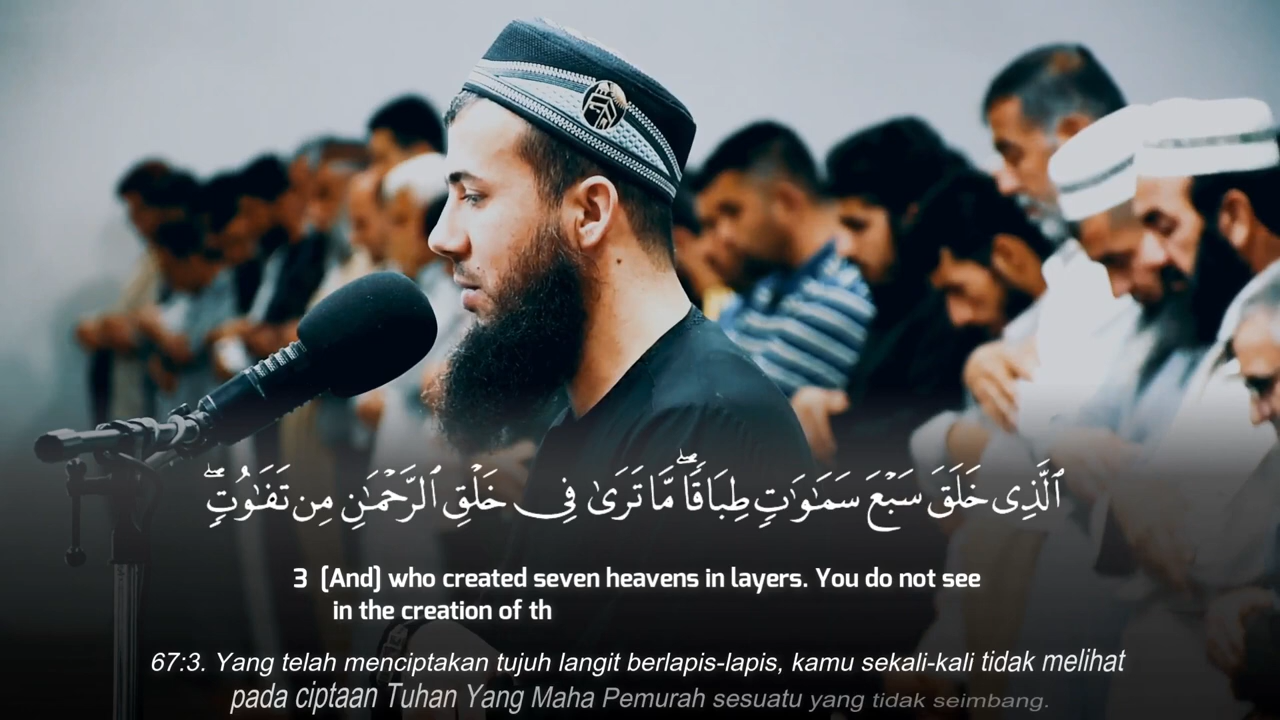 ٱلَّذِى خَلَقَ سَبْعَ سَمَـٰوَٰتٍ طِبَاقًا ۖ مَّا تَرَىٰ فِى خَلْقِ ٱلرَّحْمَـٰنِ مِن تَفَـٰوُتٍ ۖ
3 [And] who created seven heavens in layers. You do not see
in the creation of th
67:3. Yang telah menciptakan tujuh langit berlapis-lapis, kamu sekali-kali tidak melihat
pada ciptaan Tuhan Yang Maha Pemurah sesuatu yang tidak seimbang.